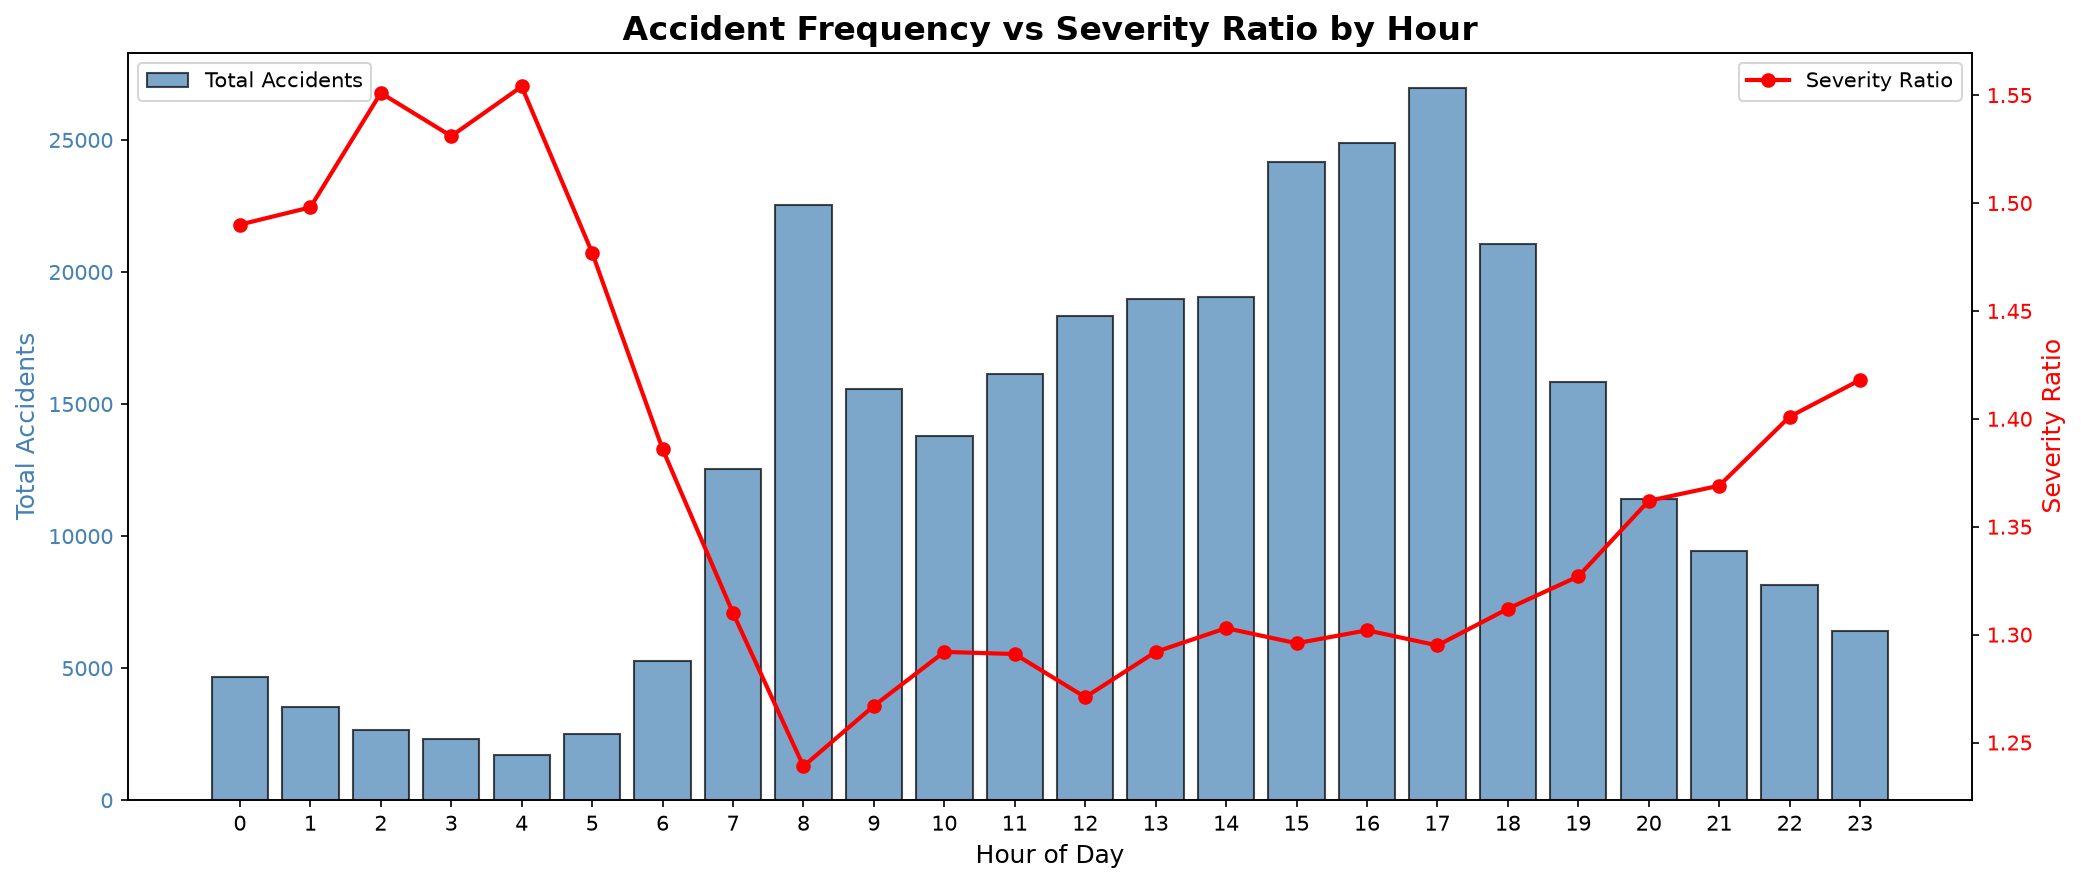 Accident Frequency vs Severity Ratio by Hour
Total Accidents
Severity Ratio
Total Accidents
25000
20000
15000
10000
5000
0
1.55
1.50
1.45
1.40
1.35
1.30
1.25
Severity Ratio
0 1 2 3 4 5 6 7 8 9 10 11 12 13 14 15 16 17 18 19 20 21 22 23
Hour of Day